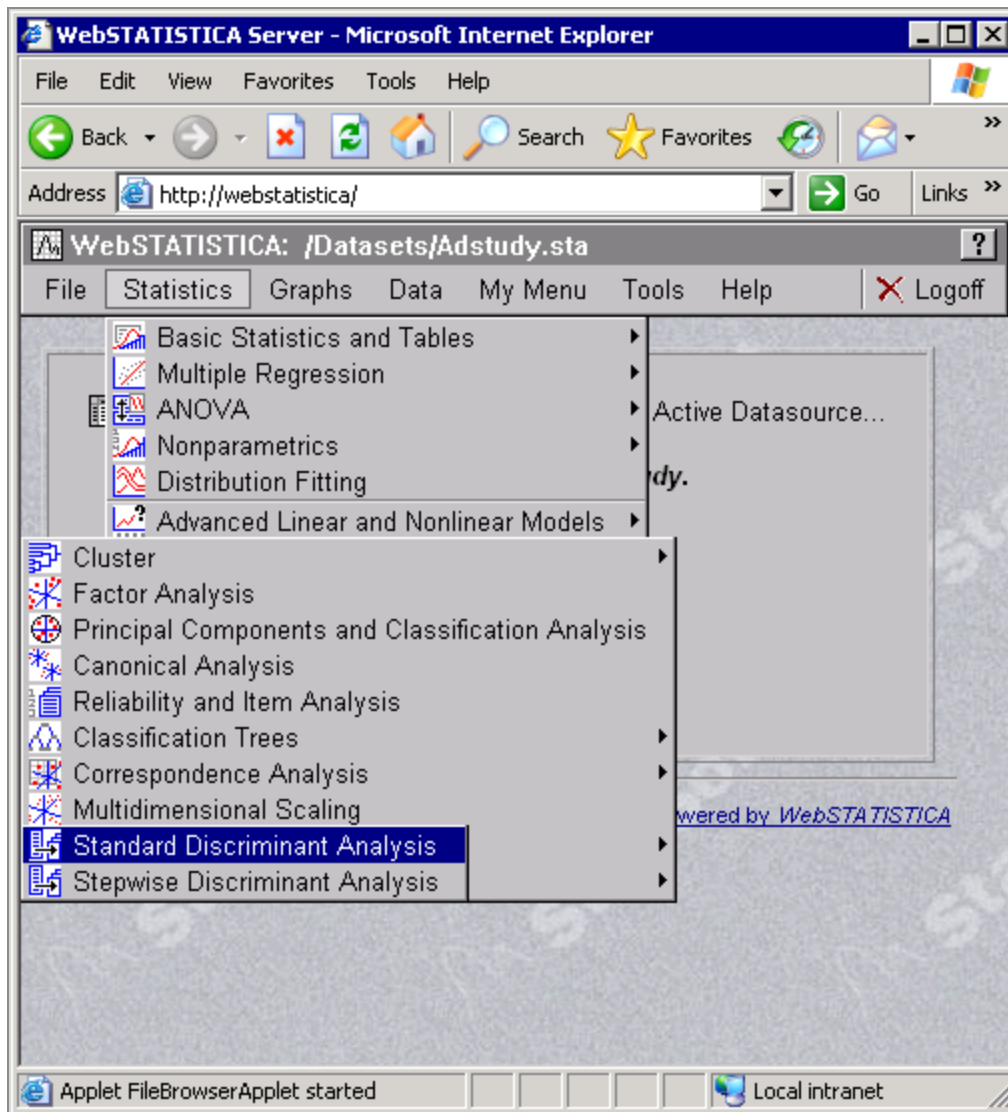 WebSTATISTICA Server - Microsoft Internet Explorer
File Edit View Favorites Tools Help
Back Search Favorites »
Address http://webstatistica/ Go Links »
WebSTATISTICA: /Datasets/Adstudy.sta ?
File Statistics Graphs Data My Menu Tools Help Logoff
Basic Statistics and Tables
Multiple Regression
ANOVA
Active Datasource...
Nonparametrics
Distribution Fitting
dy.
Advanced Linear and Nonlinear Models
Cluster
Factor Analysis
Principal Components and Classification Analysis
Canonical Analysis
Reliability and Item Analysis
Classification Trees
Correspondence Analysis
Multidimensional Scaling
wered by WebSTATISTICA
Standard Discriminant Analysis
Stepwise Discriminant Analysis
Applet FileBrowserApplet started
Local intranet